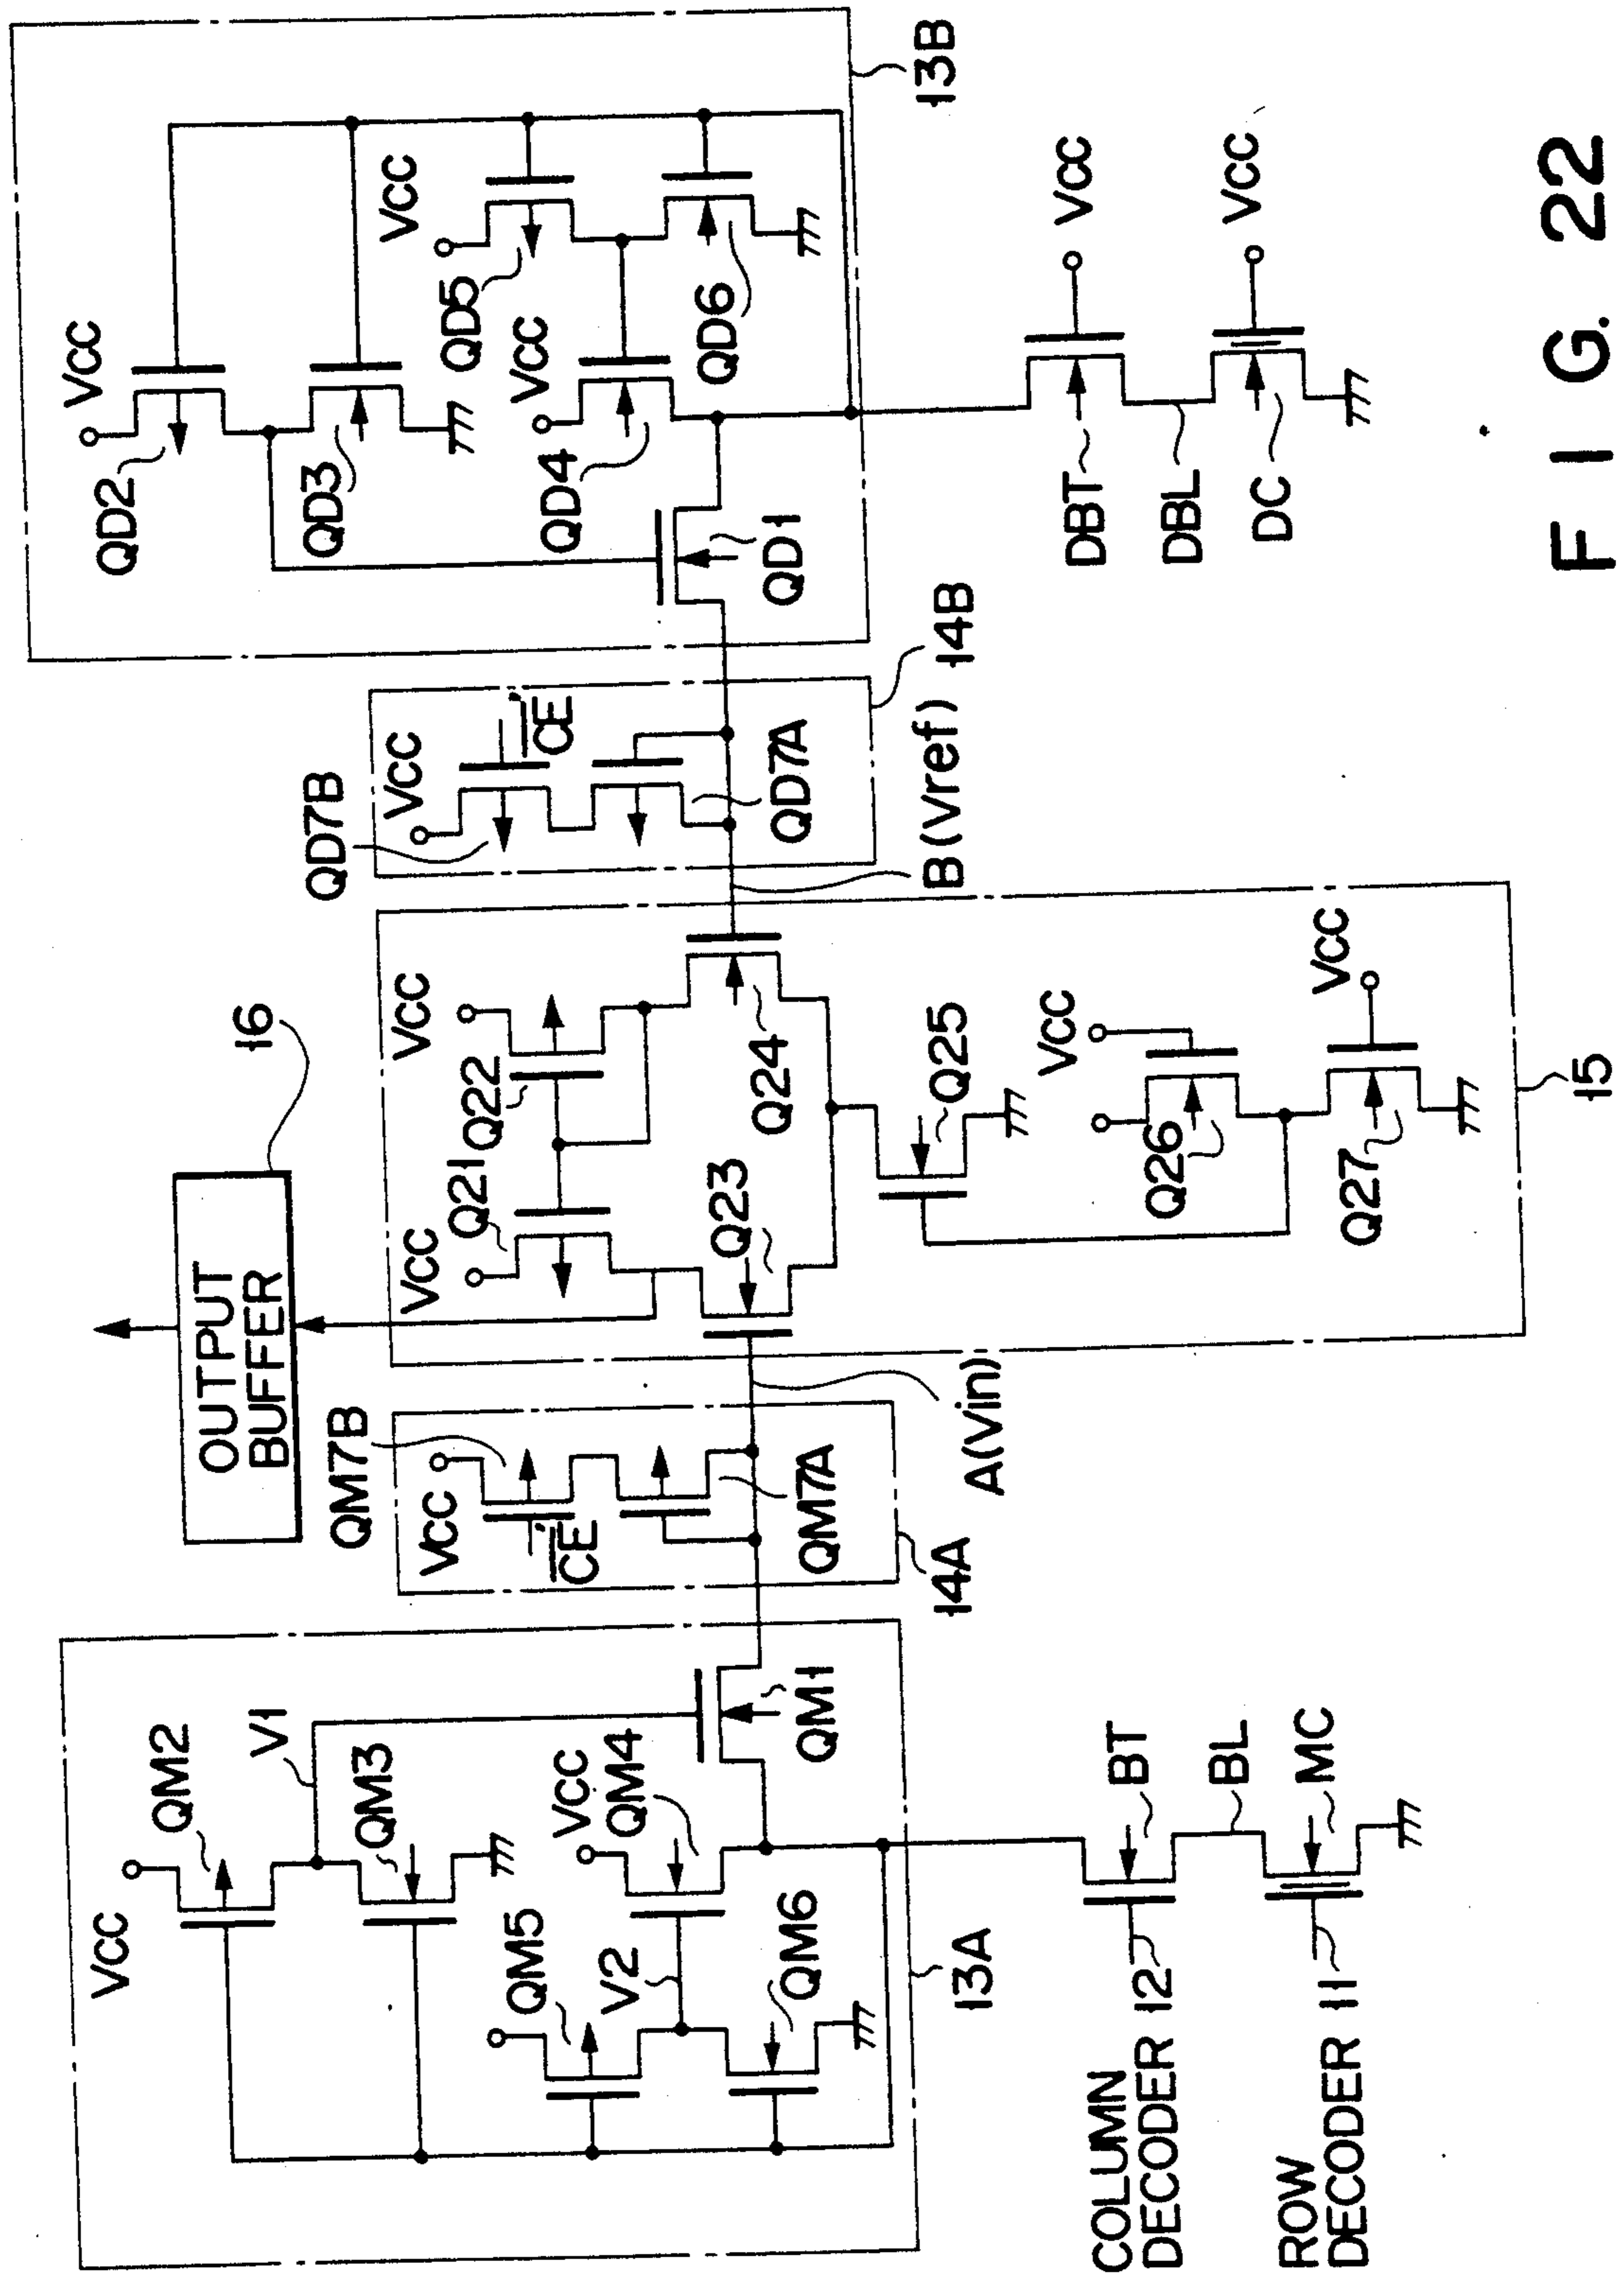 OUTPUT
BUFFER
16
VCC
QM2
V1
QM3
QM5
V2
QM6
VCC
QM4
QM1
13A
COLUMN
DECODER 12
BT
BL
ROW
DECODER 11
MC
QM7B
VCC
CE
QM7A
14A
A(Vin)
VCC
Q21
Q22
VCC
Q23
Q24
Q25
VCC
Q26
VCC
Q27
15
QD7B
VCC
CE
QD7A
14B
B(Vref)
VCC
QD2
QD3
VCC
QD5
VCC
QD4
QD6
QD1
13B
DBT
VCC
DBL
DC
VCC
FIG. 22